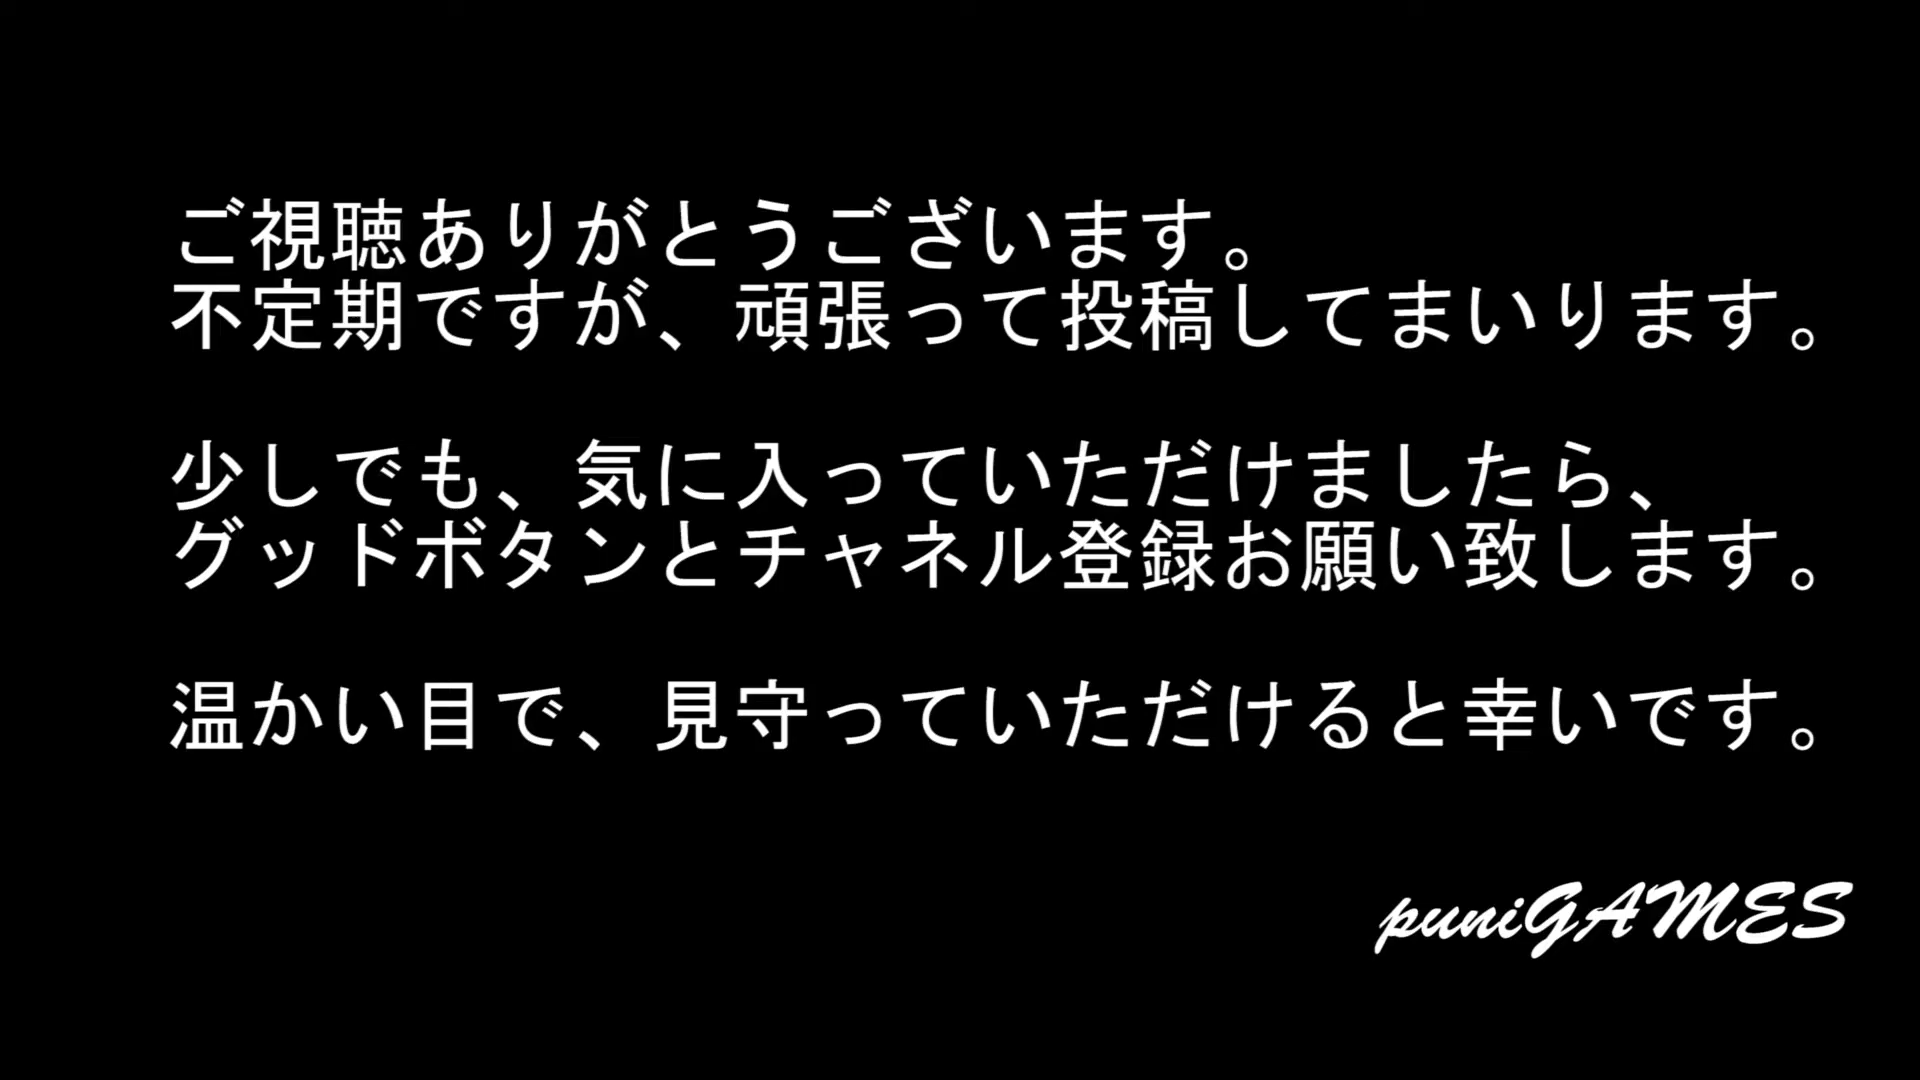 ご視聴ありがとうございます。
不定期ですが、頑張って投稿してまいります。
少しでも、気に入っていただけましたら、
グッドボタンとチャネル登録お願い致します。
温かい目で、見守っていただけると幸いです。
puniGAMES